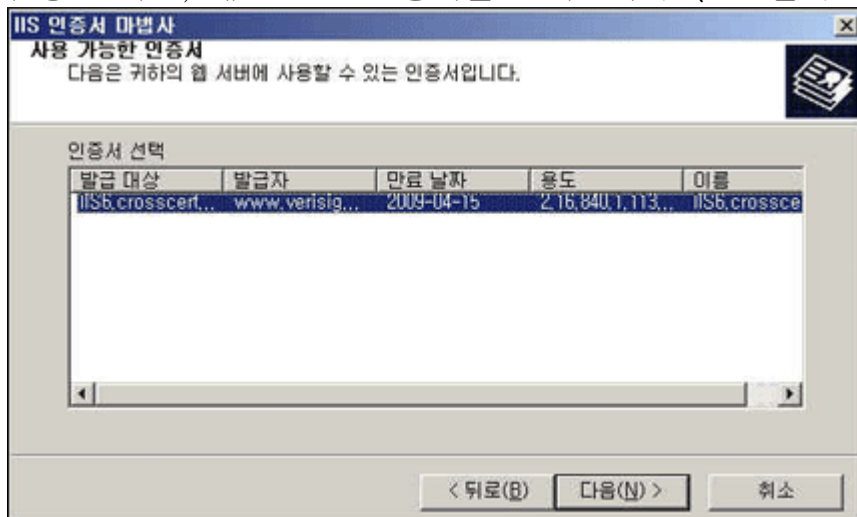 IIS 인증서 마법사
사용 가능한 인증서
다음은 귀하의 웹 서버에 사용할 수 있는 인증서입니다.
인증서 선택
발급 대상 발급자 만료 날짜 용도 이름
IIS6.crosscert... www.verisig... 2009-04-15 2.16.840.1.113... IIS6.crossce
< 뒤로(B) 다음(N) > 취소